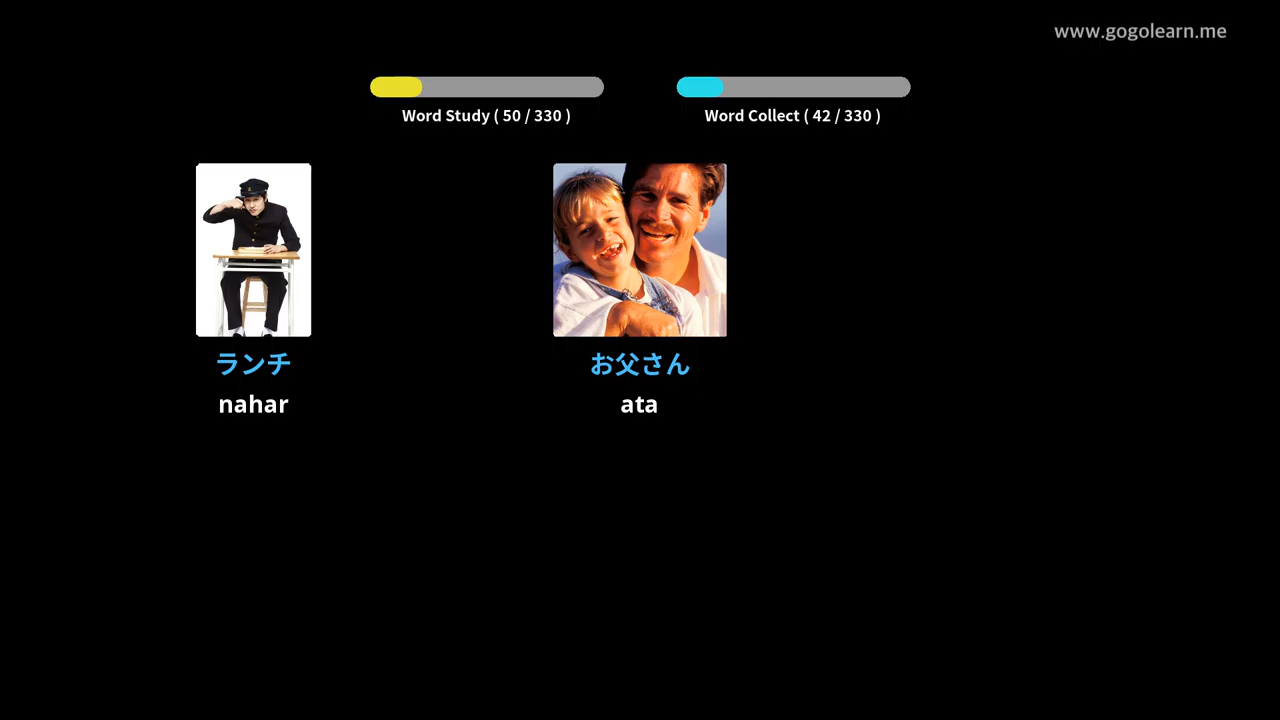 www.gogolearn.me
Word Study ( 50 / 330 )
Word Collect ( 42 / 330 )
ランチ
nahar
お父さん
ata